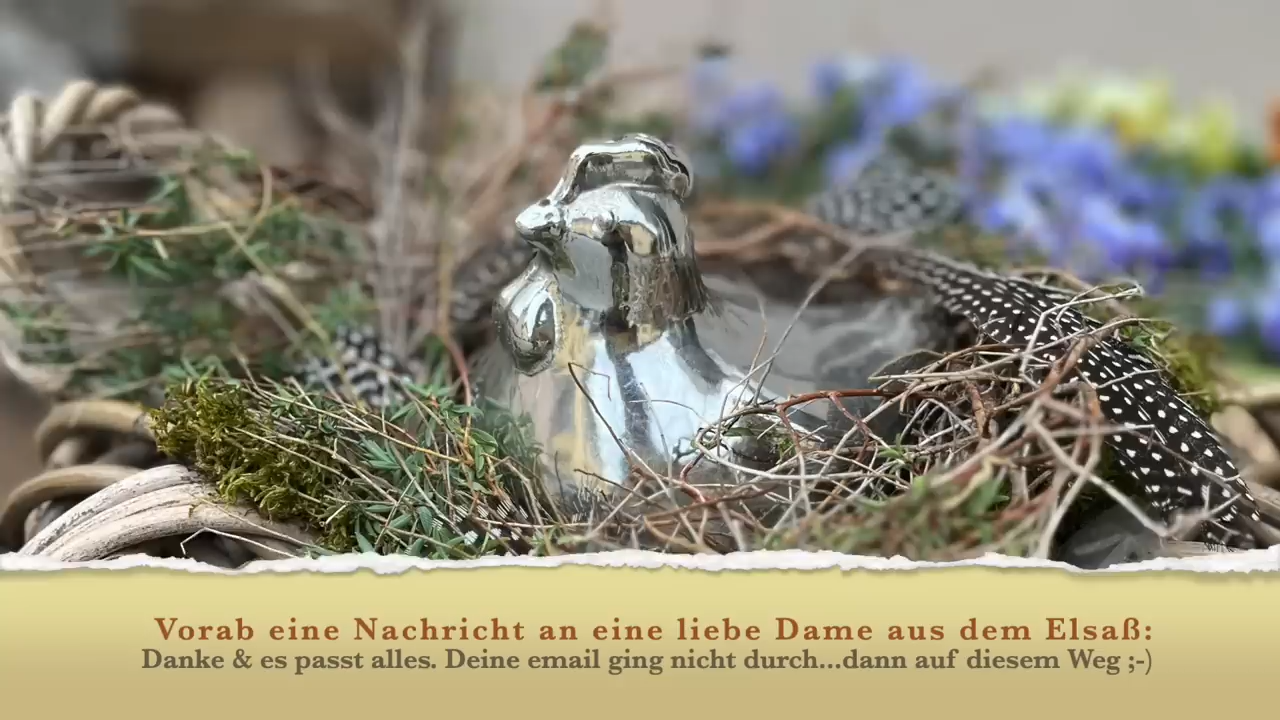 Vorab eine Nachricht an eine liebe Dame aus dem Elsaß:
Danke & es passt alles. Deine email ging nicht durch...dann auf diesem Weg ;-)